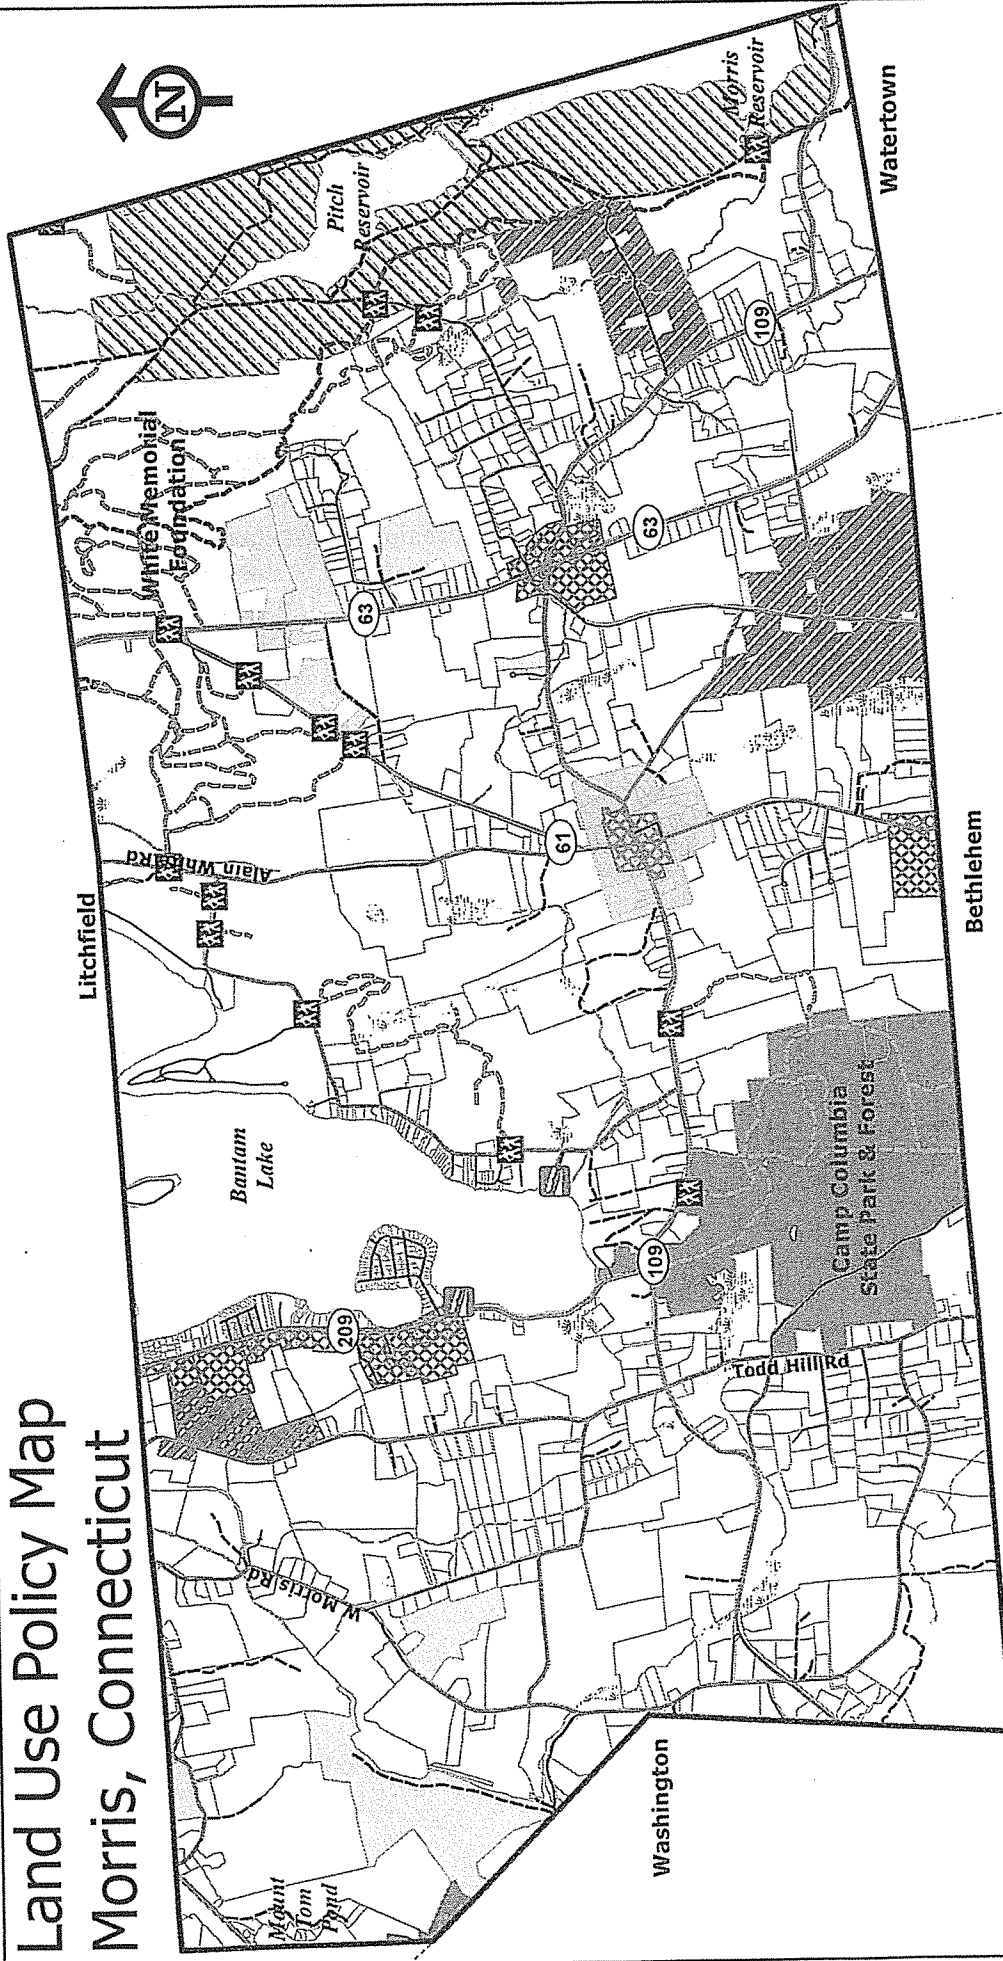 Land Use Policy Map
Morris, Connecticut
N
Litchfield
Mount
Tom
Pond
W Morris Rd
209
Bantam
Lake
Alain White Rd
White Memorial
Foundation
Pitch
Reservoir
Morris
Reservoir
63
61
63
109
109
Todd Hill Rd
Camp Columbia
State Park & Forest
Washington
Bethlehem
Watertown